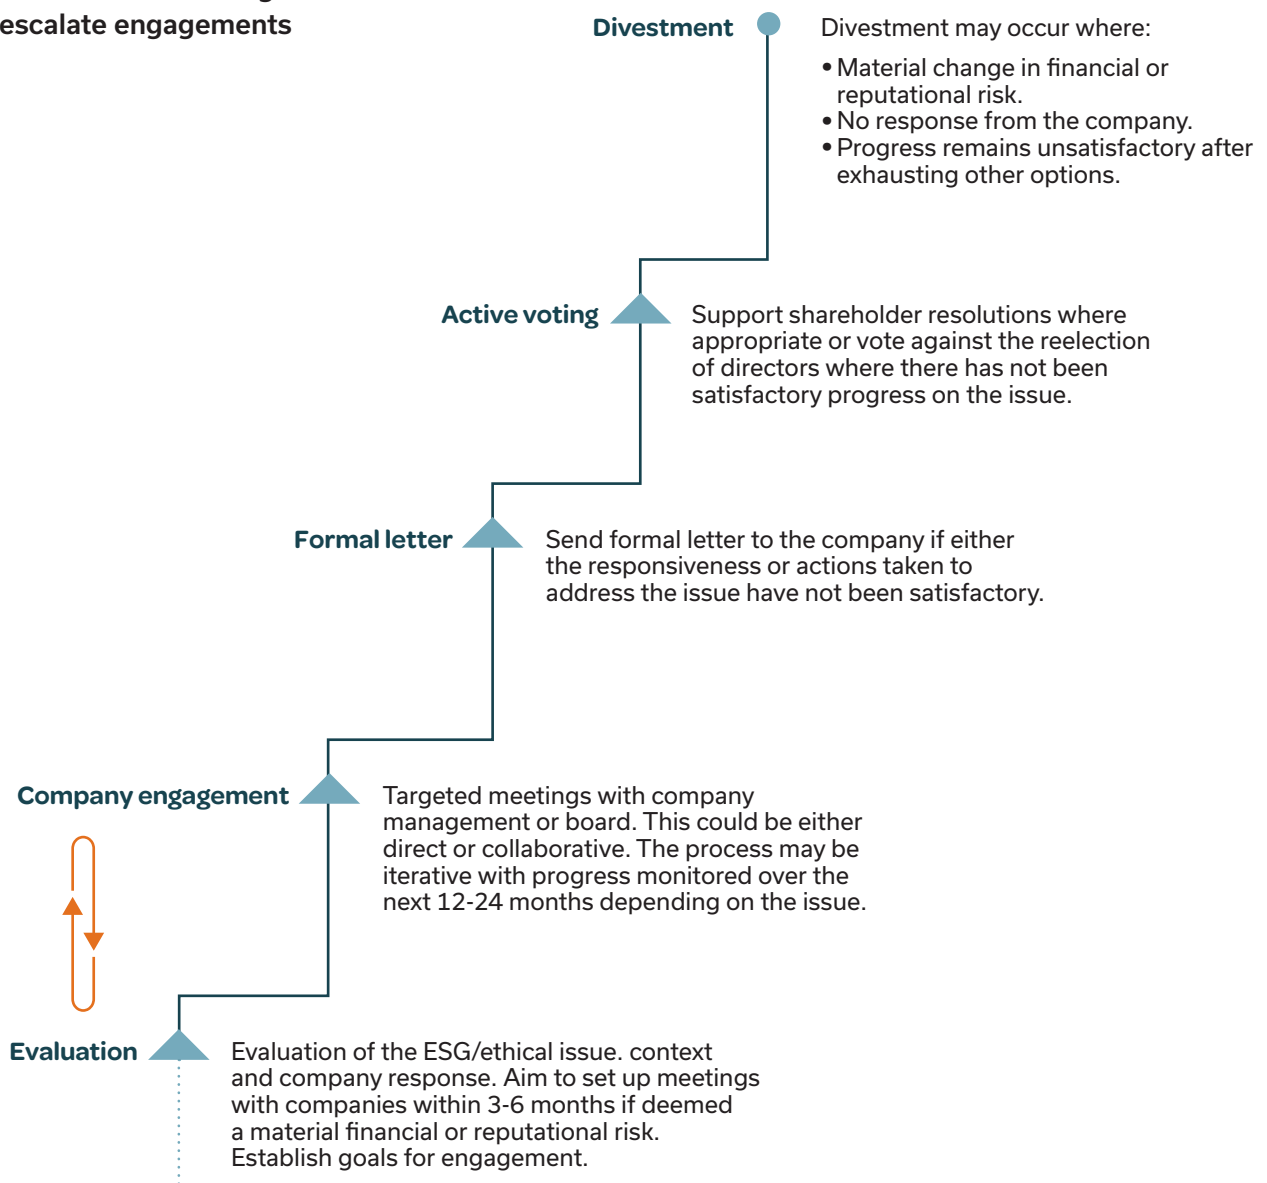 escalate engagements
Divestment
Divestment may occur where:
• Material change in financial or
reputational risk.
• No response from the company.
• Progress remains unsatisfactory after
exhausting other options.
Active voting
Support shareholder resolutions where
appropriate or vote against the reelection
of directors where there has not been
satisfactory progress on the issue.
Formal letter
Send formal letter to the company if either
the responsiveness or actions taken to
address the issue have not been satisfactory.
Company engagement
Targeted meetings with company
management or board. This could be either
direct or collaborative. The process may be
iterative with progress monitored over the
next 12-24 months depending on the issue.
Evaluation
Evaluation of the ESG/ethical issue. context
and company response. Aim to set up meetings
with companies within 3-6 months if deemed
a material financial or reputational risk.
Establish goals for engagement.